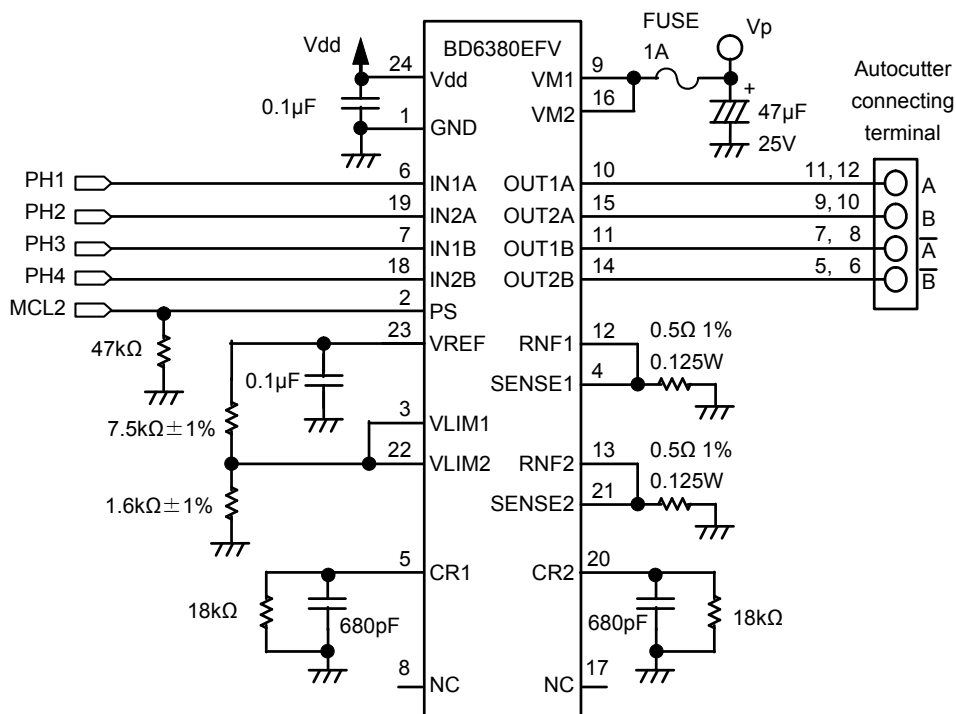 FUSE
Vp
Vdd
BD6380EFV
1A
24
Vdd
VM1
9
+
0.1µF
16
VM2
47µF
25V
1
GND
Autocutter
connecting
terminal
PH1
6
IN1A
OUT1A
10
11, 12
A
PH2
19
IN2A
OUT2A
15
9, 10
B
PH3
7
IN1B
OUT1B
11
7, 8
A̅
PH4
18
IN2B
OUT2B
14
5, 6
B̅
MCL2
2
PS
47kΩ
23
VREF
RNF1
12
0.5Ω 1%
0.1µF
SENSE1
4
0.125W
7.5kΩ±1%
3
VLIM1
22
VLIM2
RNF2
13
0.5Ω 1%
1.6kΩ±1%
SENSE2
21
0.125W
5
CR1
CR2
20
18kΩ
680pF
680pF
18kΩ
8
NC
NC
17